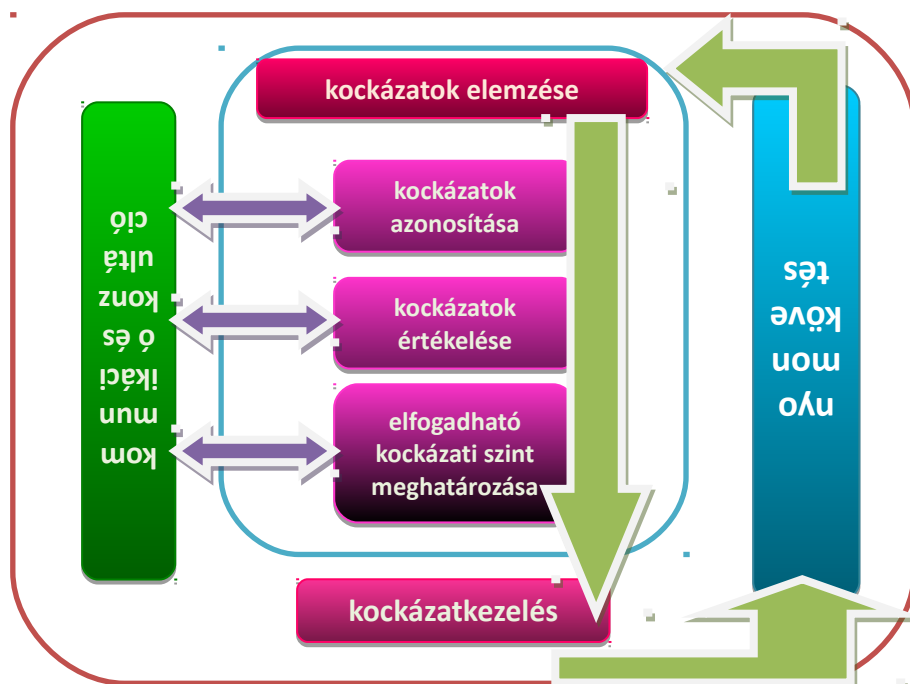 kockázatok elemzése
kockázatok
azonosítása
kockázatok
értékelése
elfogadható
kockázati szint
meghatározása
kockázatkezelés
kom
mun
ikáci
ó és
konz
ultá
ció
nyo
mon
köve
tés